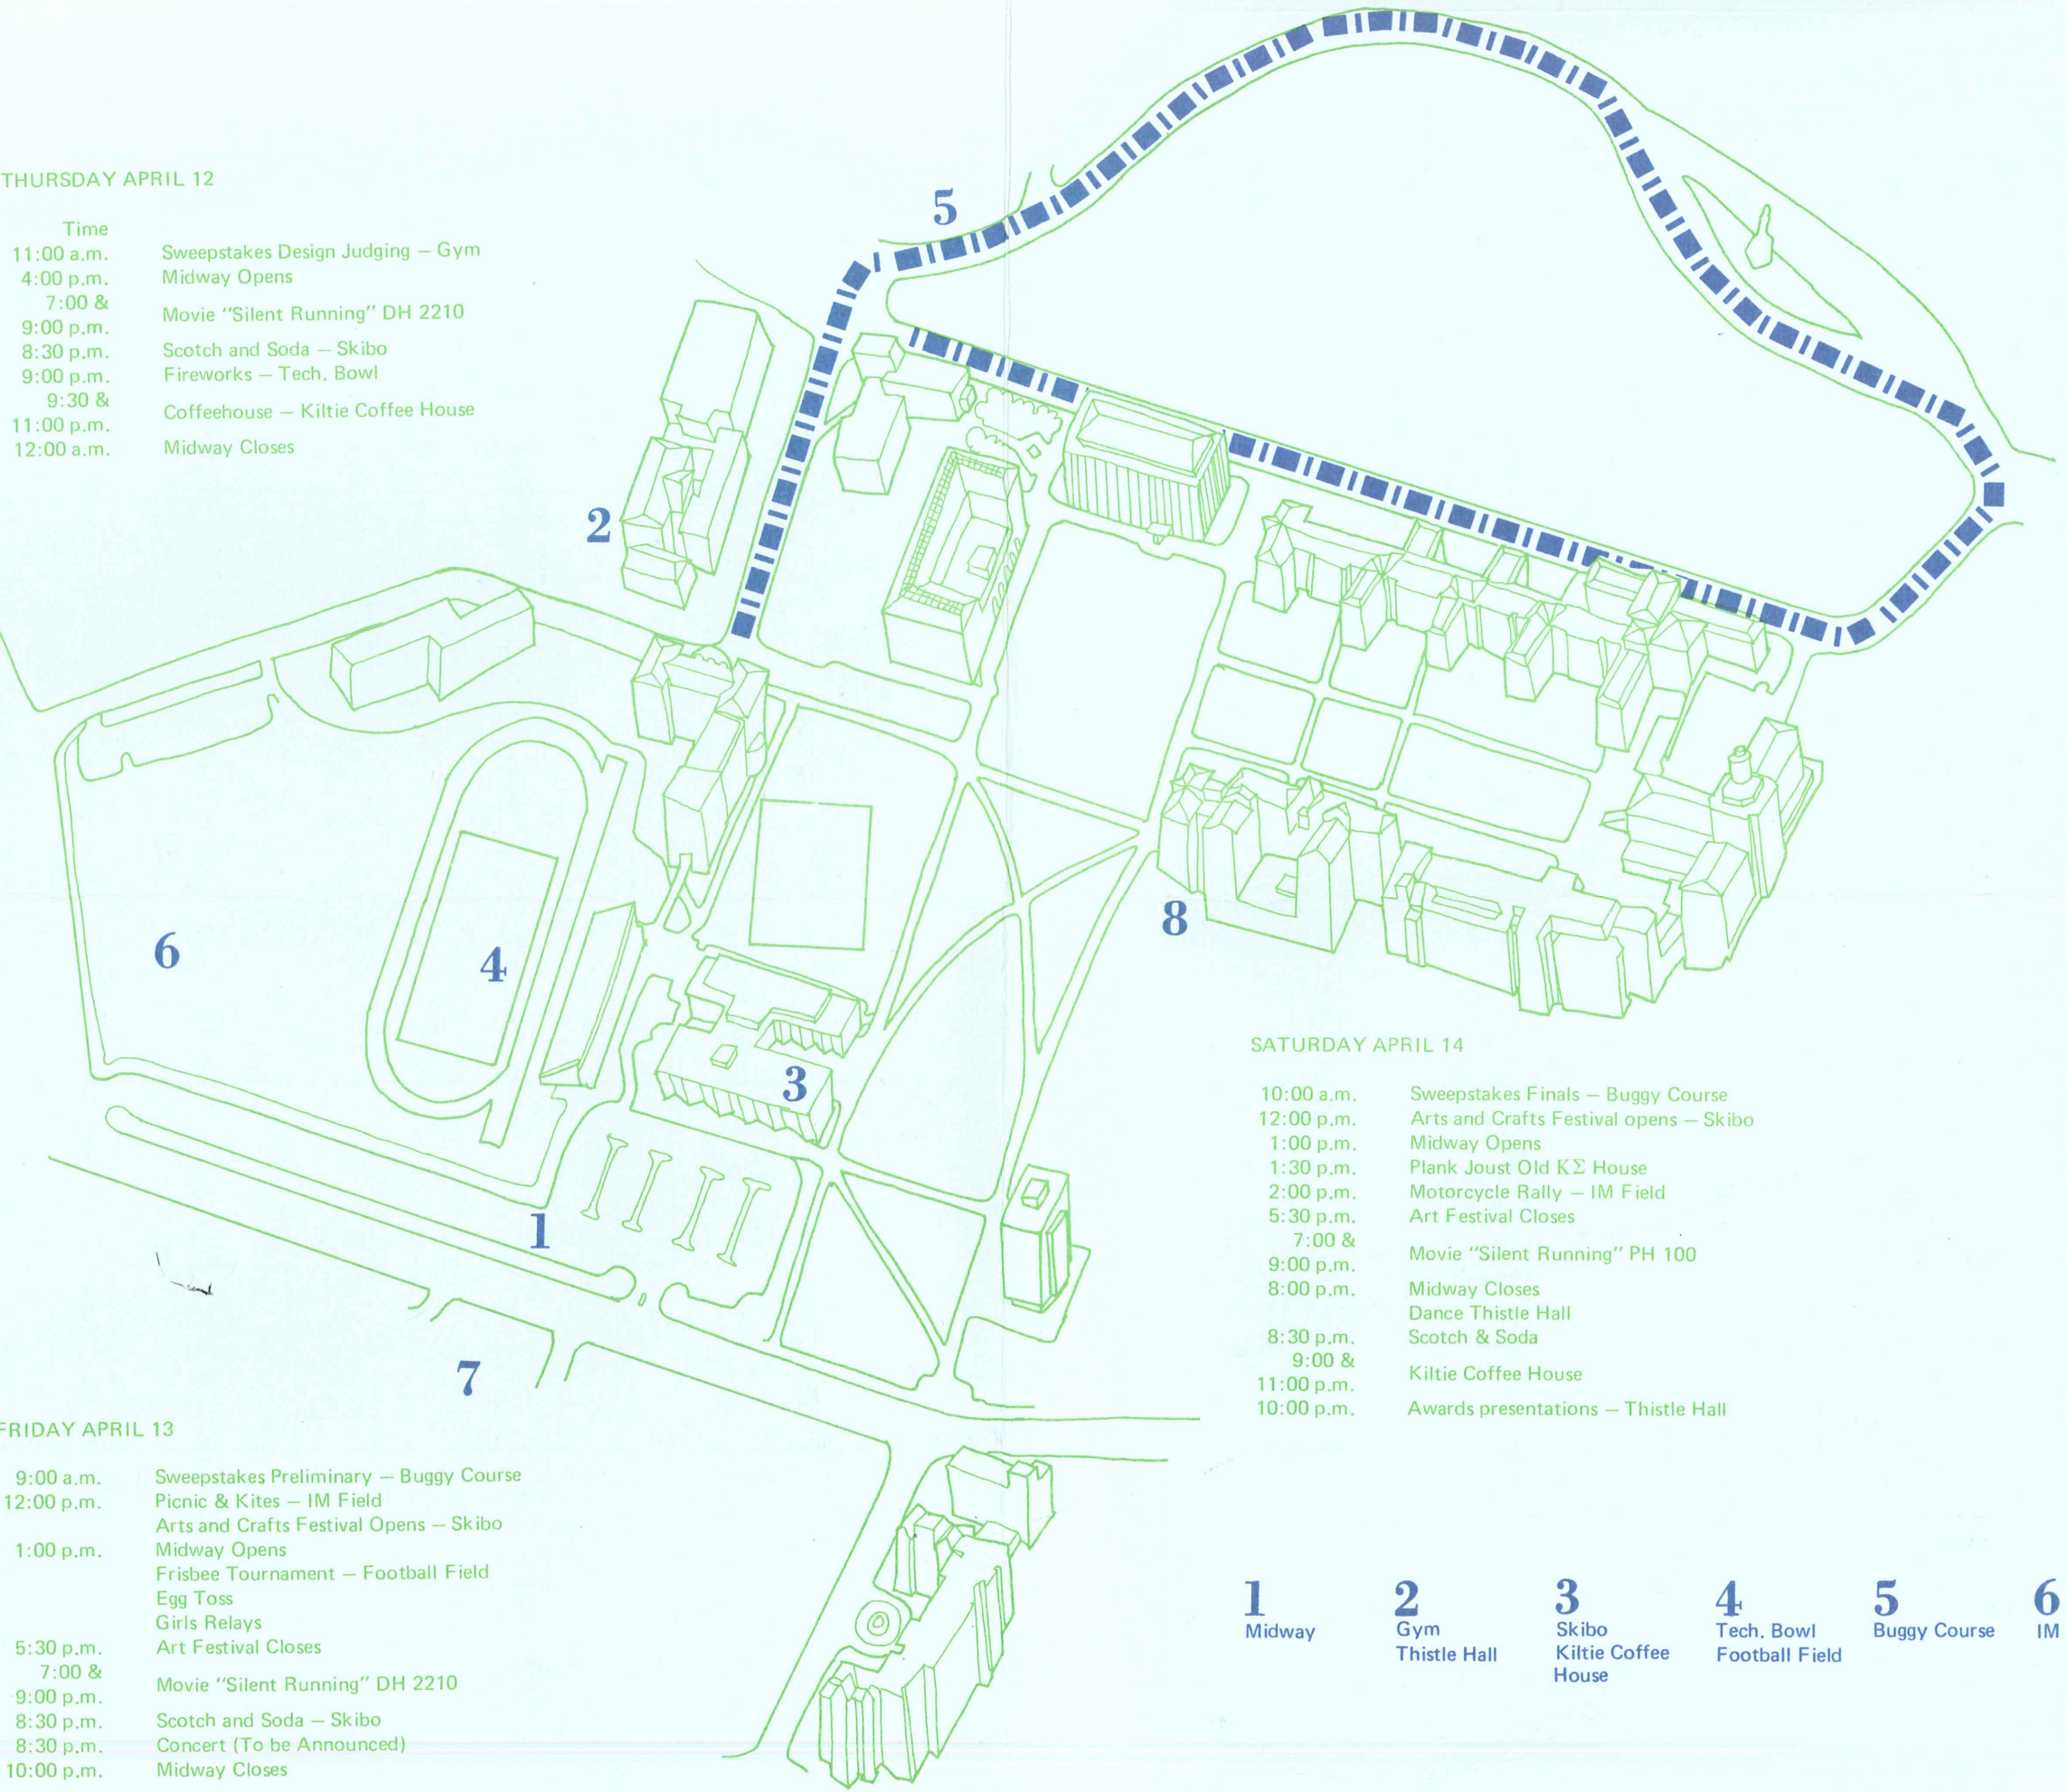 THURSDAY APRIL 12
Time
11:00 a.m. Sweepstakes Design Judging — Gym
4:00 p.m. Midway Opens
7:00 &
9:00 p.m. Movie "Silent Running" DH 2210
8:30 p.m. Scotch and Soda — Skibo
9:00 p.m. Fireworks — Tech. Bowl
9:30 &
11:00 p.m. Coffeehouse — Kiltie Coffee House
12:00 a.m. Midway Closes
5
2
6
4
8
3
1
7
SATURDAY APRIL 14
10:00 a.m. Sweepstakes Finals — Buggy Course
12:00 p.m. Arts and Crafts Festival opens — Skibo
1:00 p.m. Midway Opens
1:30 p.m. Plank Joust Old ΚΣ House
2:00 p.m. Motorcycle Rally — IM Field
5:30 p.m. Art Festival Closes
7:00 &
9:00 p.m. Movie "Silent Running" PH 100
8:00 p.m. Midway Closes
Dance Thistle Hall
8:30 p.m. Scotch & Soda
9:00 &
11:00 p.m. Kiltie Coffee House
10:00 p.m. Awards presentations — Thistle Hall
FRIDAY APRIL 13
9:00 a.m. Sweepstakes Preliminary — Buggy Course
12:00 p.m. Picnic & Kites — IM Field
Arts and Crafts Festival Opens — Skibo
1:00 p.m. Midway Opens
Frisbee Tournament — Football Field
Egg Toss
Girls Relays
5:30 p.m. Art Festival Closes
7:00 &
9:00 p.m. Movie "Silent Running" DH 2210
8:30 p.m. Scotch and Soda — Skibo
8:30 p.m. Concert (To be Announced)
10:00 p.m. Midway Closes
1
Midway
2
Gym
Thistle Hall
3
Skibo
Kiltie Coffee
House
4
Tech. Bowl
Football Field
5
Buggy Course
6
IM